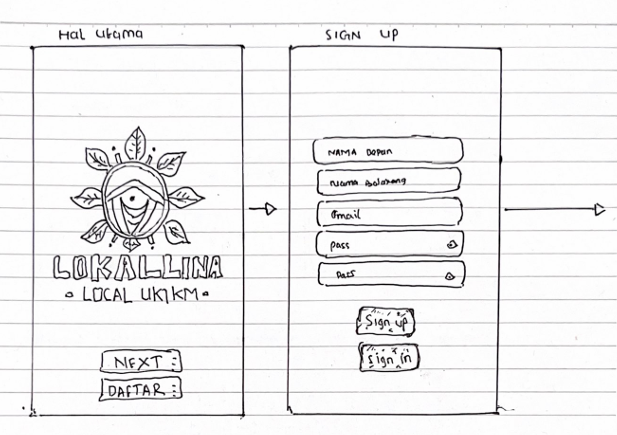 Hal utama
LOKALLINA
LOCAL UK1KM
NEXT
DAFTAR
SIGN UP
NAMA Depan
Nama Belakang
Email
Pass
Pass
Sign up
Sign in